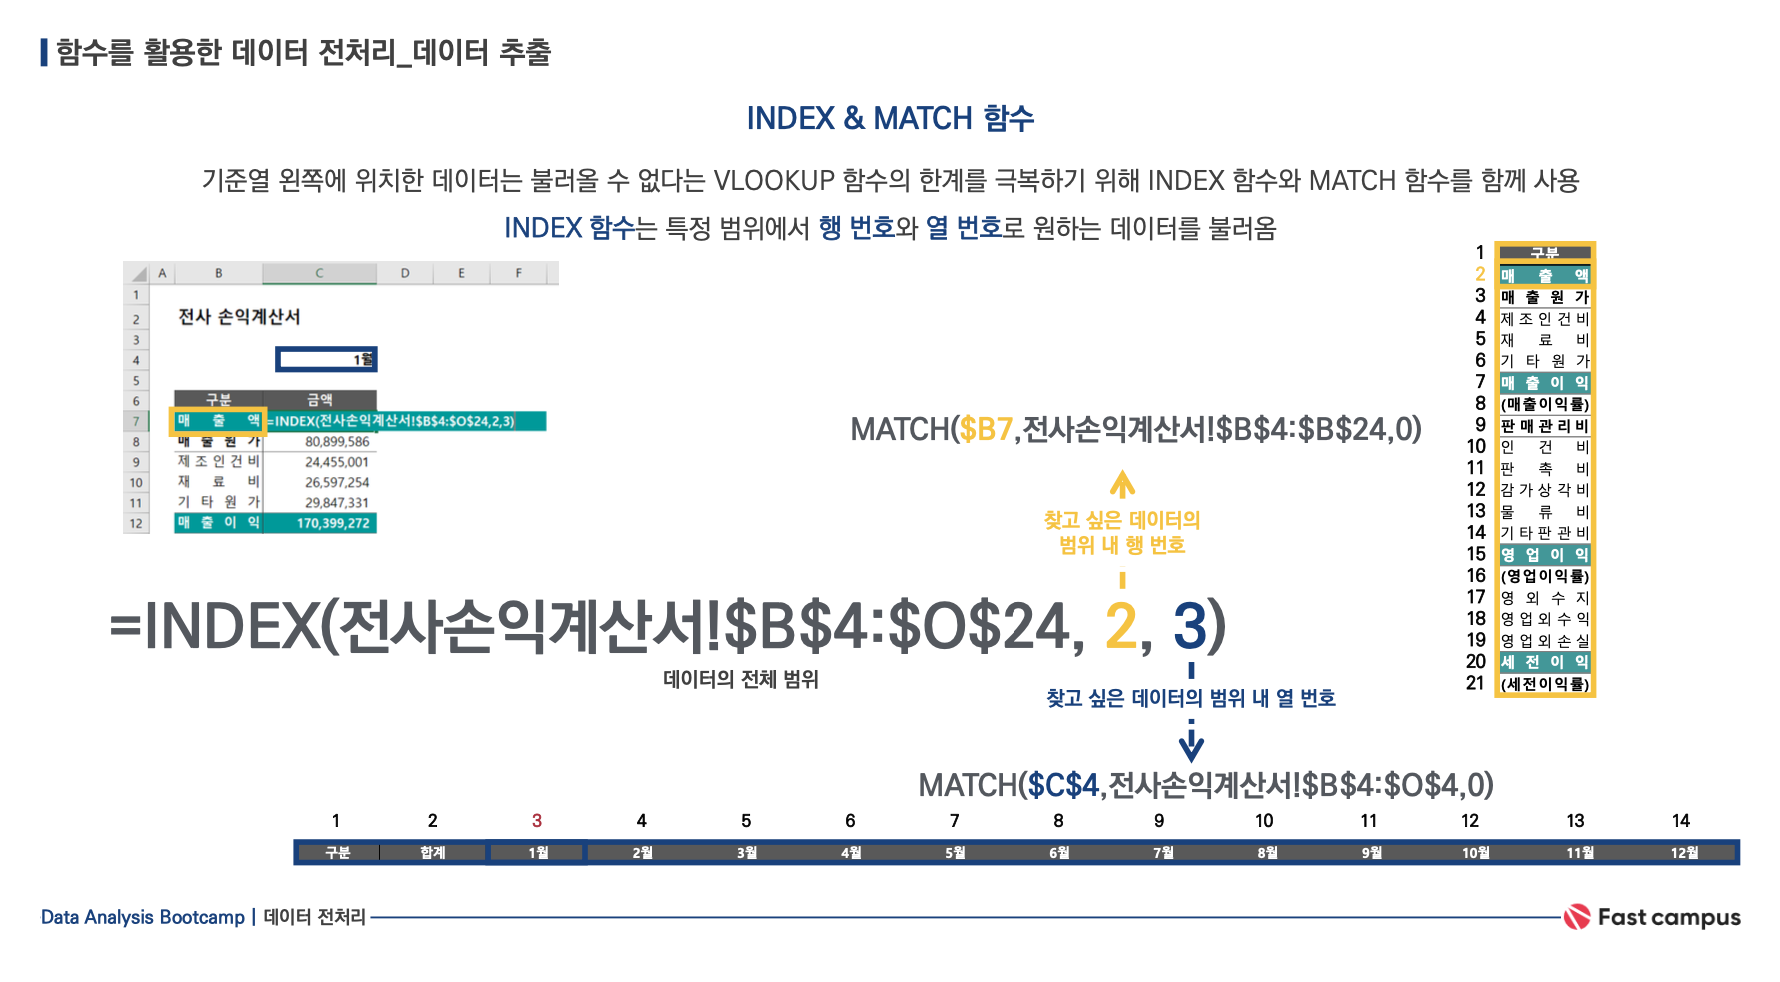 함수를 활용한 데이터 전처리_데이터 추출
INDEX & MATCH 함수
기준열 왼쪽에 위치한 데이터는 불러올 수 없다는 VLOOKUP 함수의 한계를 극복하기 위해 INDEX 함수와 MATCH 함수를 함께 사용
INDEX 함수는 특정 범위에서 행 번호와 열 번호로 원하는 데이터를 불러옴
A B C D E F
1
2 전사 손익계산서
3
4 1월
5
6 구분 금액
7 매 출 액 =INDEX(전사손익계산서!$B$4:$O$24,2,3)
8 매 출 원 가 80,899,586
9 제 조 인 건 비 24,455,001
10 재 료 비 26,597,254
11 기 타 원 가 29,847,331
12 매 출 이 익 170,399,272
1 구분
2 매 출 액
3 매 출 원 가
4 제 조 인 건 비
5 재 료 비
6 기 타 원 가
7 매 출 이 익
8 (매출이익률)
9 판 매 관 리 비
10 인 건 비
11 판 촉 비
12 감 가 상 각 비
13 물 류 비
14 기 타 판 관 비
15 영 업 이 익
16 (영업이익률)
17 영 외 수 지
18 영 업 외 수 익
19 영 업 외 손 실
20 세 전 이 익
21 (세전이익률)
MATCH($B7,전사손익계산서!$B$4:$B$24,0)
찾고 싶은 데이터의
범위 내 행 번호
=INDEX(전사손익계산서!$B$4:$O$24, 2, 3)
데이터의 전체 범위
찾고 싶은 데이터의 범위 내 열 번호
MATCH($C$4,전사손익계산서!$B$4:$O$4,0)
1 2 3 4 5 6 7 8 9 10 11 12 13 14
구분 합계 1월 2월 3월 4월 5월 6월 7월 8월 9월 10월 11월 12월
Data Analysis Bootcamp | 데이터 전처리
Fast campus